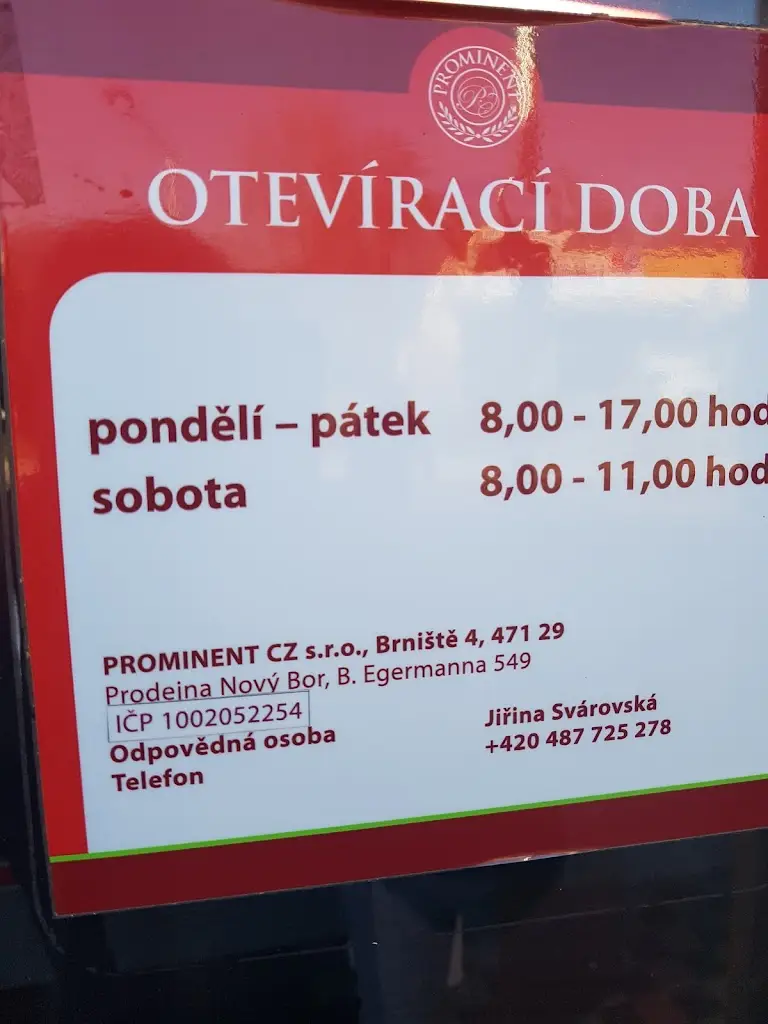 PROMINENT
OTEVÍRACÍ DOBA
pondělí – pátek 8,00 - 17,00 hod
sobota 8,00 - 11,00 hod
PROMINENT CZ s.r.o., Brniště 4, 471 29
Prodejna Nový Bor, B. Egermanna 549
IČP 1002052254
Odpovědná osoba Jiřina Svárovská
Telefon +420 487 725 278